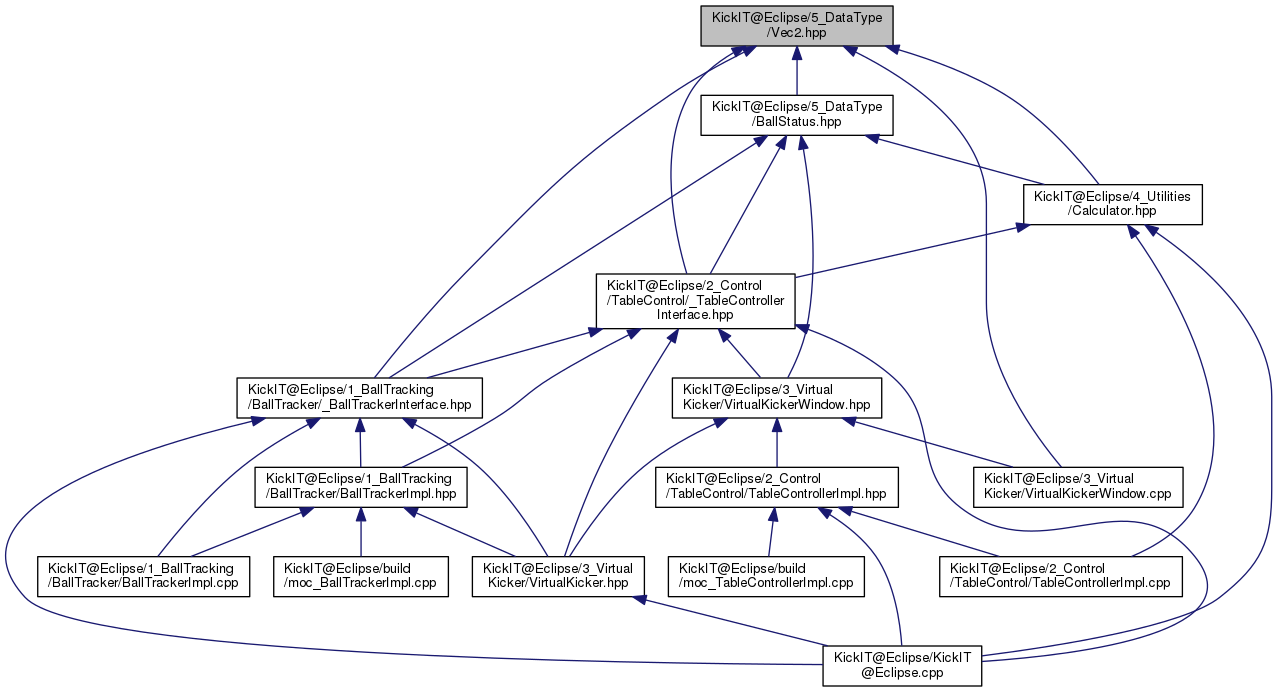 KickIT@Eclipse/5_DataType
/Vec2.hpp
KickIT@Eclipse/5_DataType
/BallStatus.hpp
KickIT@Eclipse/4_Utilities
/Calculator.hpp
KickIT@Eclipse/2_Control
/TableControl/_TableController
Interface.hpp
KickIT@Eclipse/1_BallTracking
/BallTracker/_BallTrackerInterface.hpp
KickIT@Eclipse/3_Virtual
Kicker/VirtualKickerWindow.hpp
KickIT@Eclipse/1_BallTracking
/BallTracker/BallTrackerImpl.hpp
KickIT@Eclipse/2_Control
/TableControl/TableControllerImpl.hpp
KickIT@Eclipse/3_Virtual
Kicker/VirtualKickerWindow.cpp
KickIT@Eclipse/1_BallTracking
/BallTracker/BallTrackerImpl.cpp
KickIT@Eclipse/build
/moc_BallTrackerImpl.cpp
KickIT@Eclipse/3_Virtual
Kicker/VirtualKicker.hpp
KickIT@Eclipse/build
/moc_TableControllerImpl.cpp
KickIT@Eclipse/2_Control
/TableControl/TableControllerImpl.cpp
KickIT@Eclipse/KickIT
@Eclipse.cpp